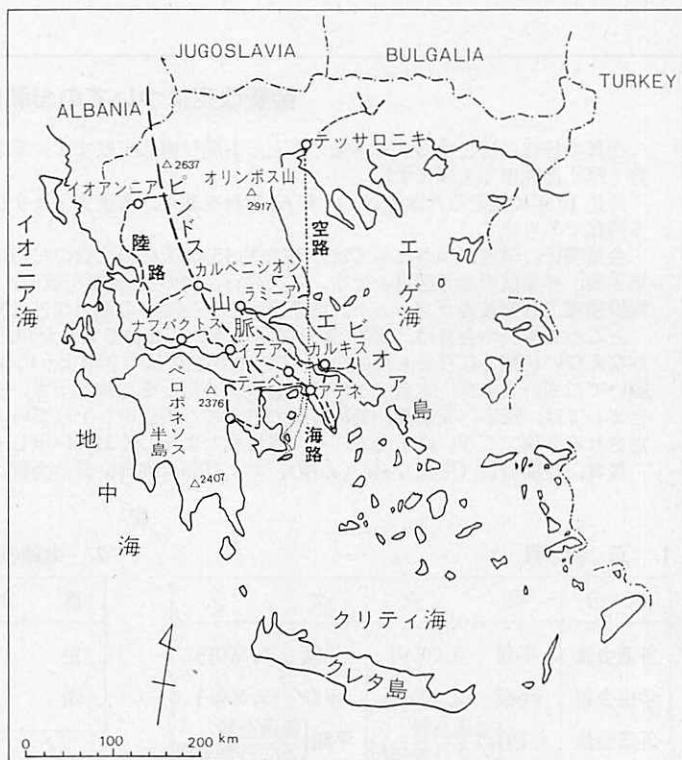 JUGOSLAVIA
BULGALIA
TURKEY
ALBANIA
テッサロニキ
△2637
オリンポス山
△
2917
イオアンニア
ピンドス
山
脈
陸
路
空
路
エーゲ海
イオニア海
カルペニシオン
ラミア
エビ
オ
ア
島
ナフパクトス
イテア
カルキス
テーベ
アテネ
2376
△
海
路
ペロポネソス
半島
△2407
地
中
海
クリティ海
クレタ島
0
100
200 km